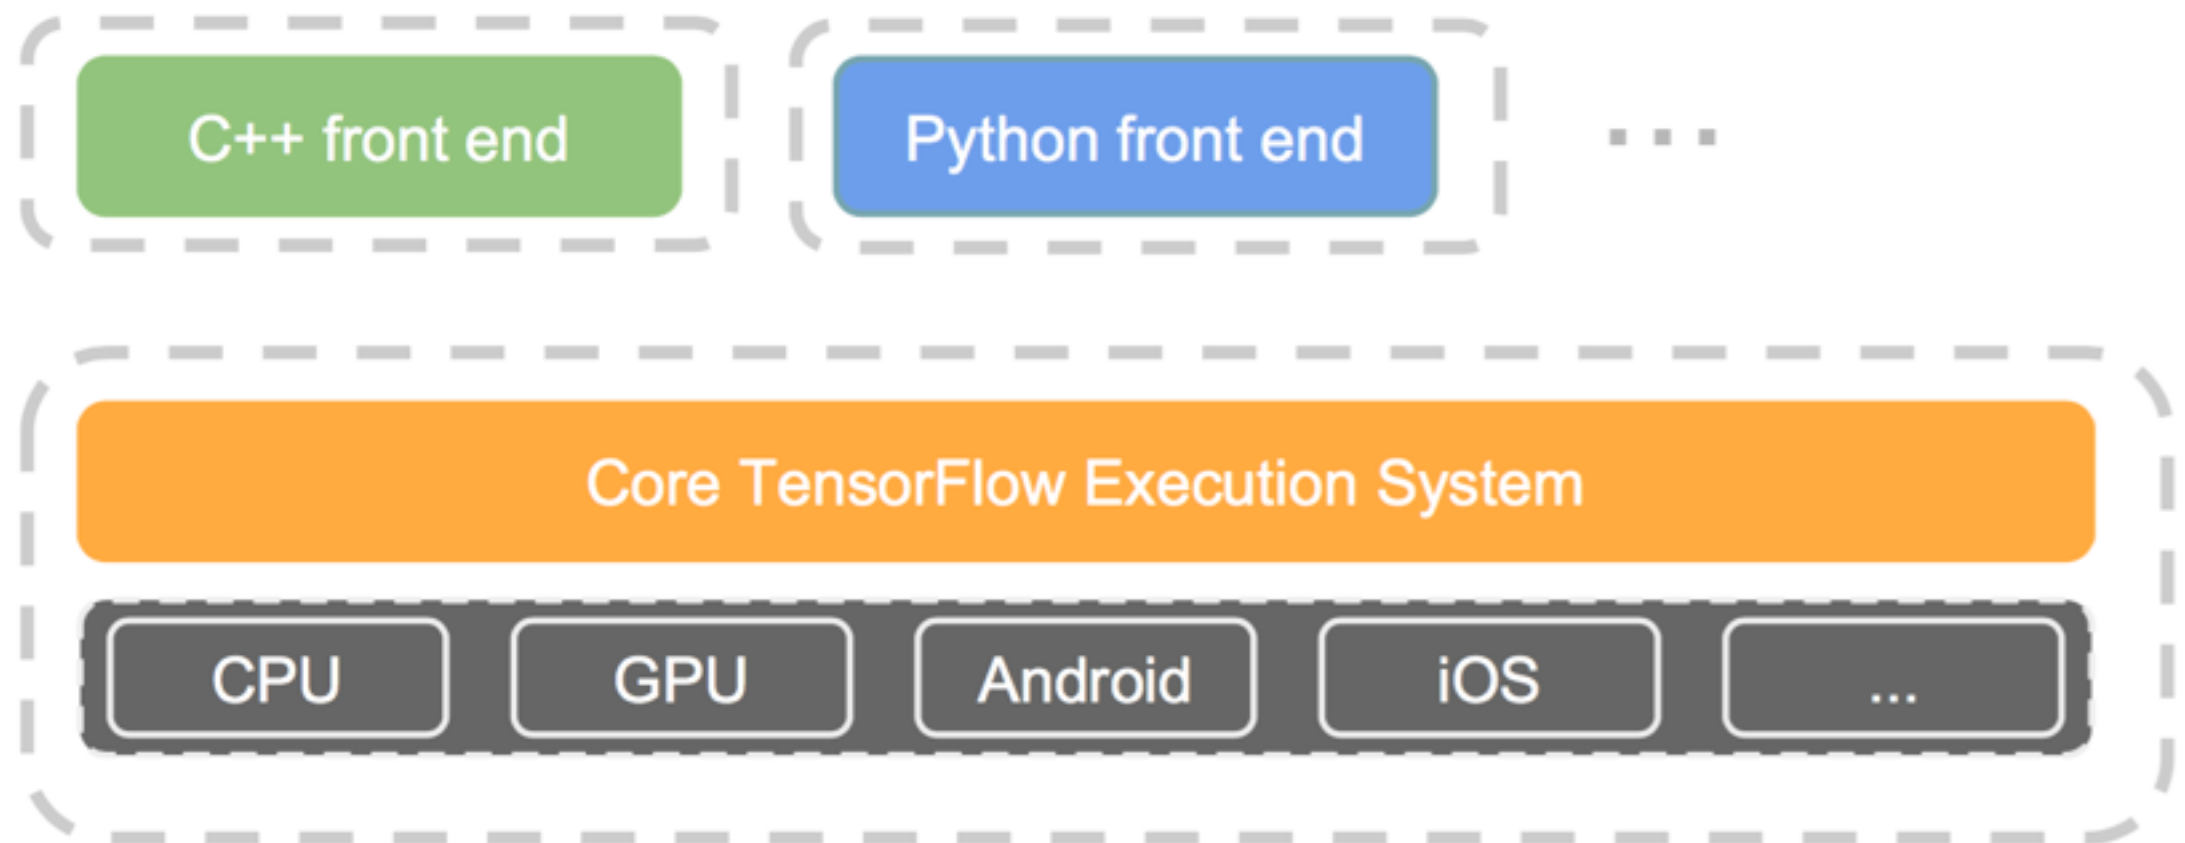 C++ front end
Python front end
...
Core TensorFlow Execution System
CPU
GPU
Android
iOS
...